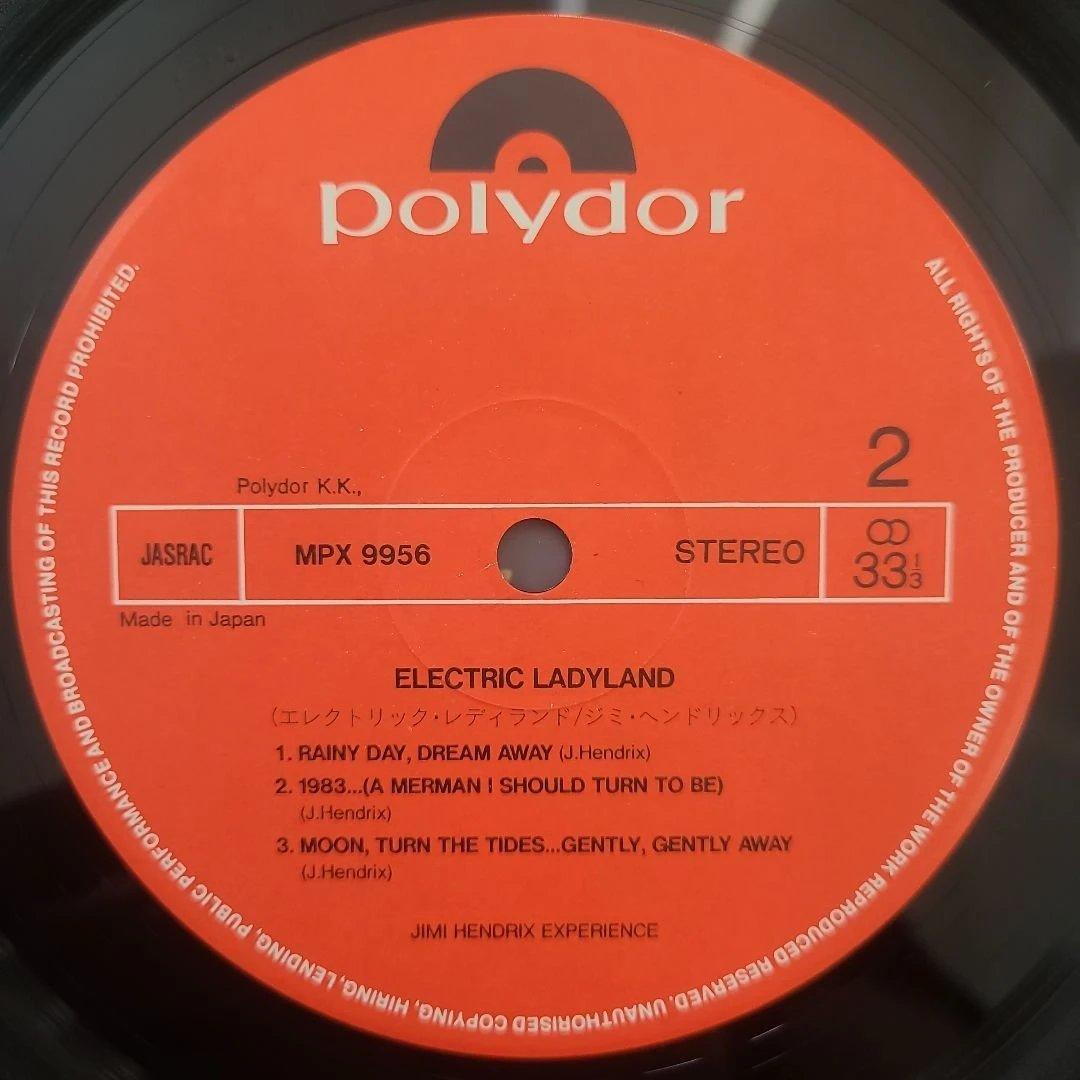 polydor
ALL RIGHTS OF THE PRODUCER AND OF THE OWNER OF THE WORK REPRODUCED RESERVED. UNAUTHORISED COPYING, HIRING, LENDING, PUBLIC PERFORMANCE AND BROADCASTING OF THIS RECORD PROHIBITED.
2
Polydor K.K.,
JASRAC MPX 9956 STEREO ꝏ 33 1/3
Made in Japan
ELECTRIC LADYLAND
(エレクトリック・レディランド/ジミ・ヘンドリックス)
1. RAINY DAY, DREAM AWAY (J.Hendrix)
2. 1983...(A MERMAN I SHOULD TURN TO BE)
(J.Hendrix)
3. MOON, TURN THE TIDES...GENTLY, GENTLY AWAY
(J.Hendrix)
JIMI HENDRIX EXPERIENCE